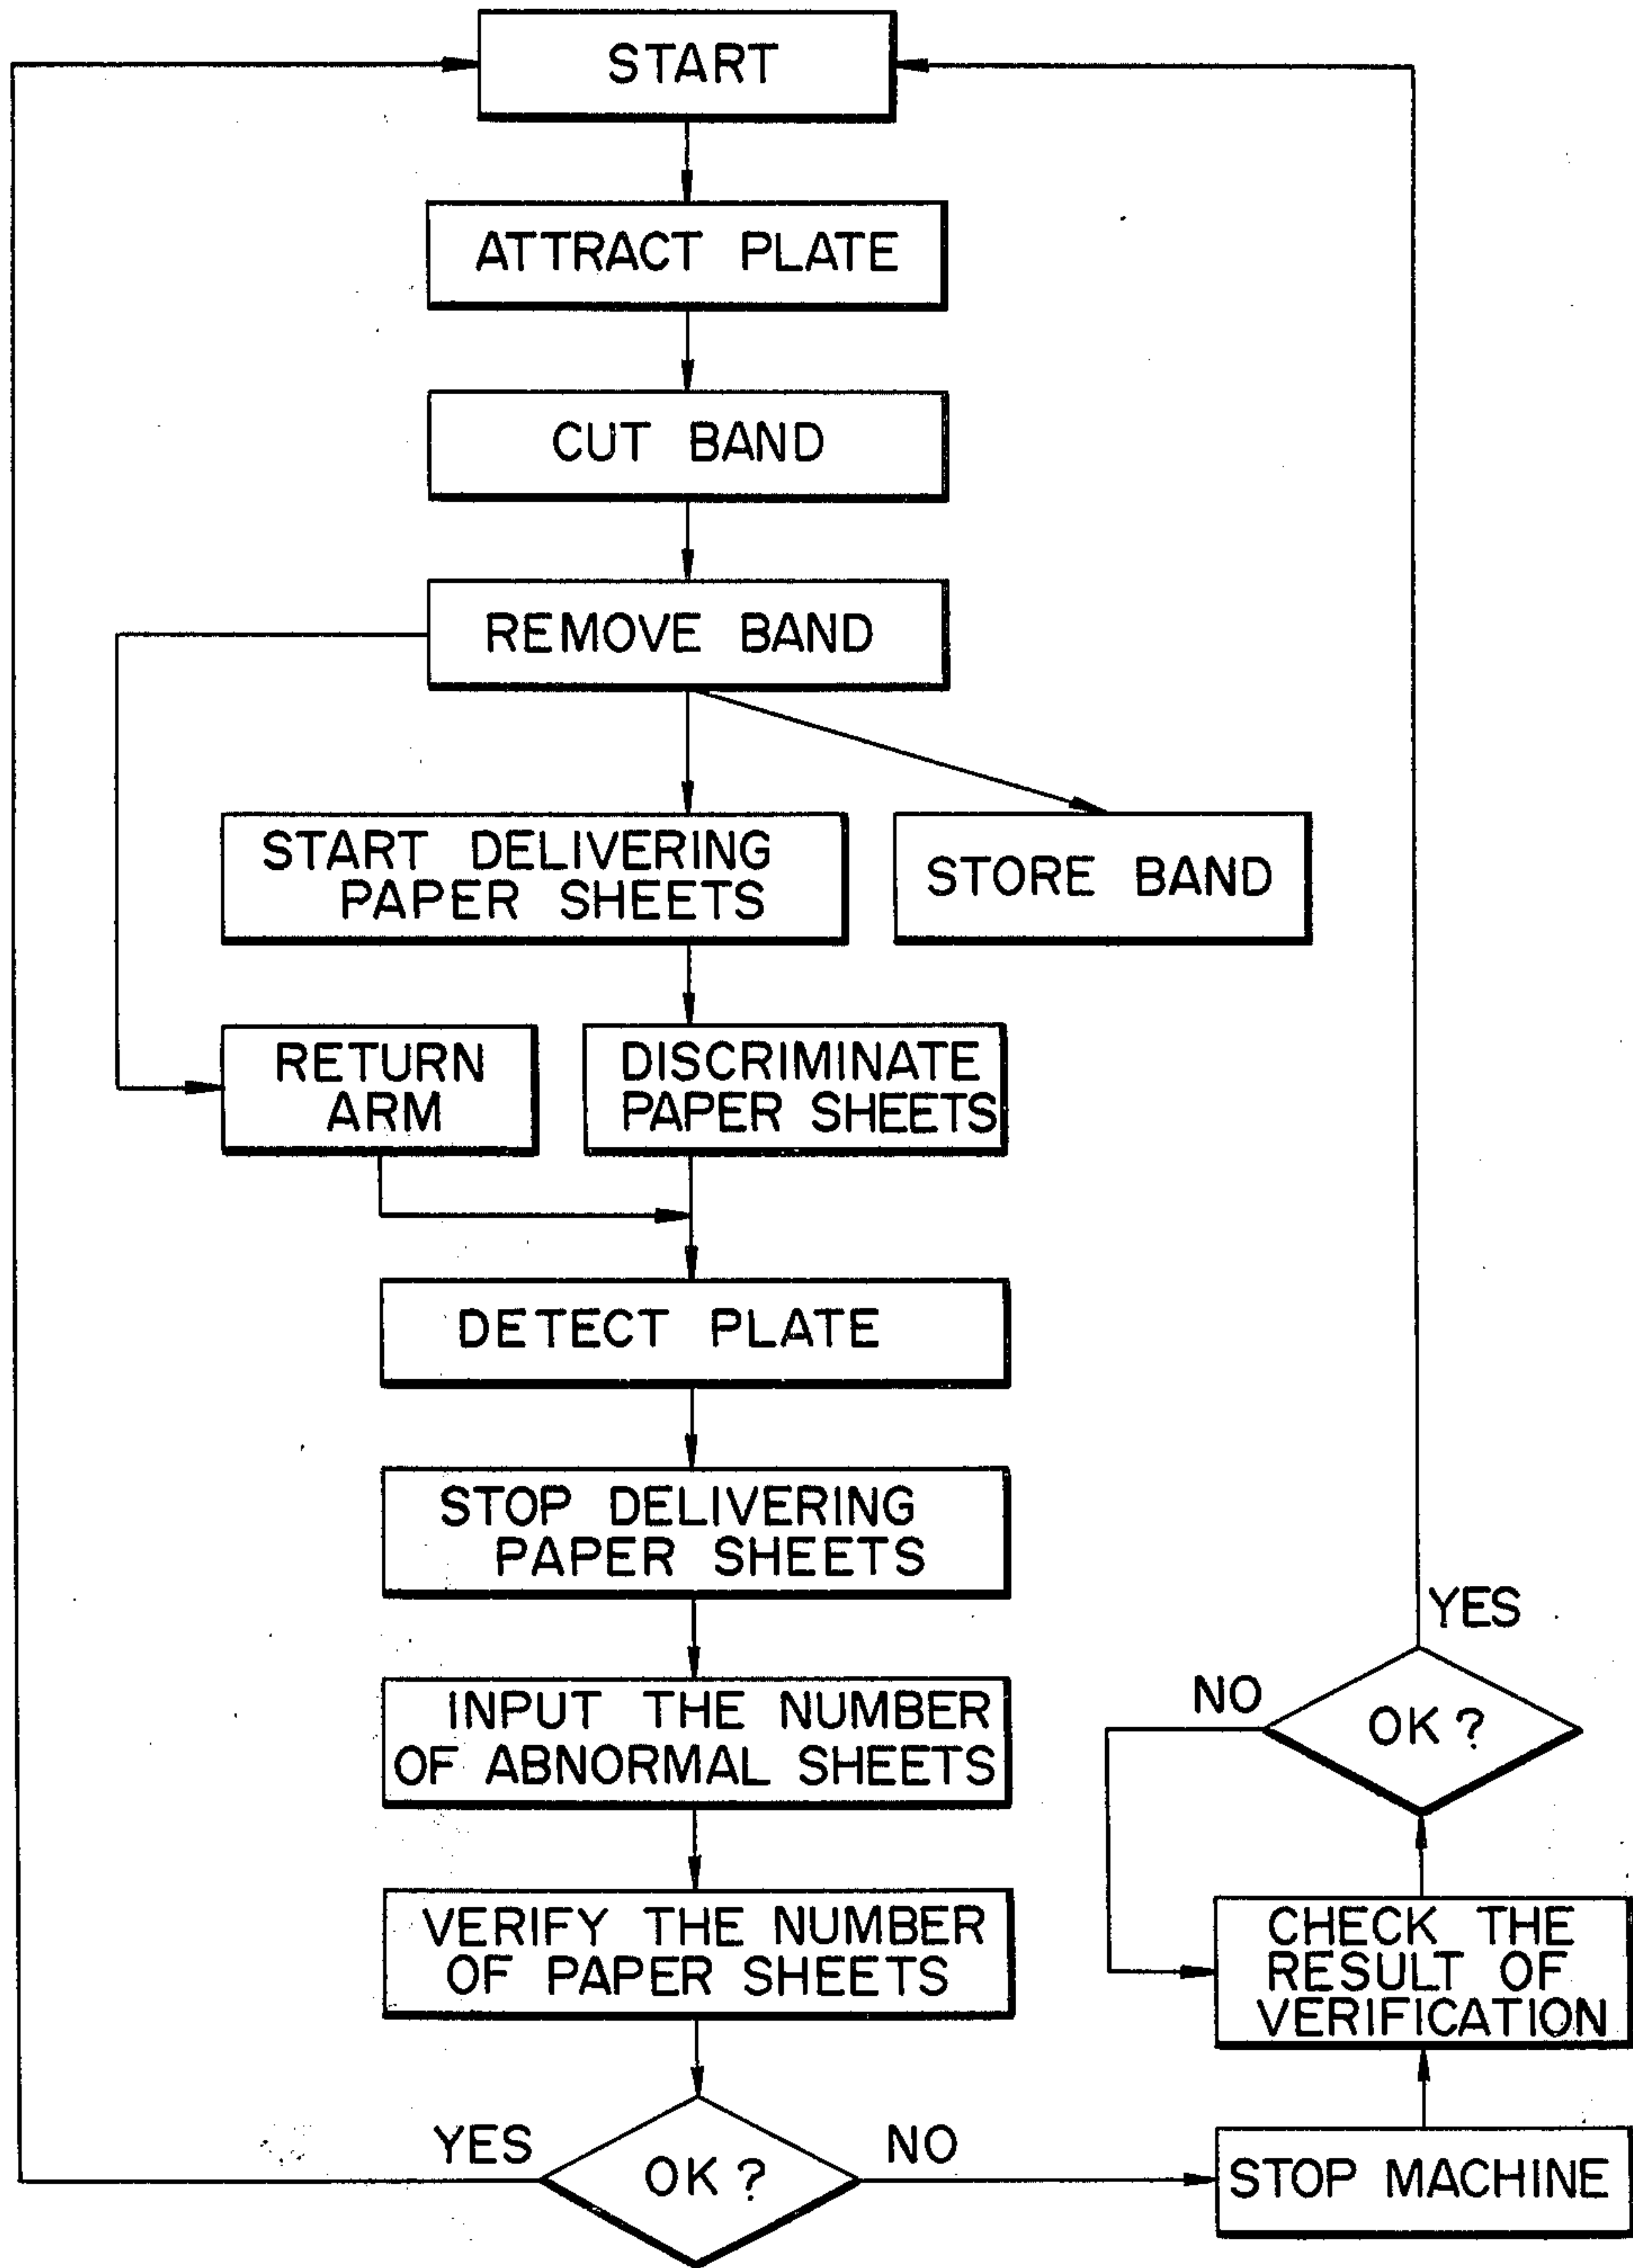 START
ATTRACT PLATE
CUT BAND
REMOVE BAND
START DELIVERING
PAPER SHEETS
STORE BAND
RETURN
ARM
DISCRIMINATE
PAPER SHEETS
DETECT PLATE
STOP DELIVERING
PAPER SHEETS
INPUT THE NUMBER
OF ABNORMAL SHEETS
VERIFY THE NUMBER
OF PAPER SHEETS
YES
OK?
NO
STOP MACHINE
CHECK THE
RESULT OF
VERIFICATION
NO
OK?
YES